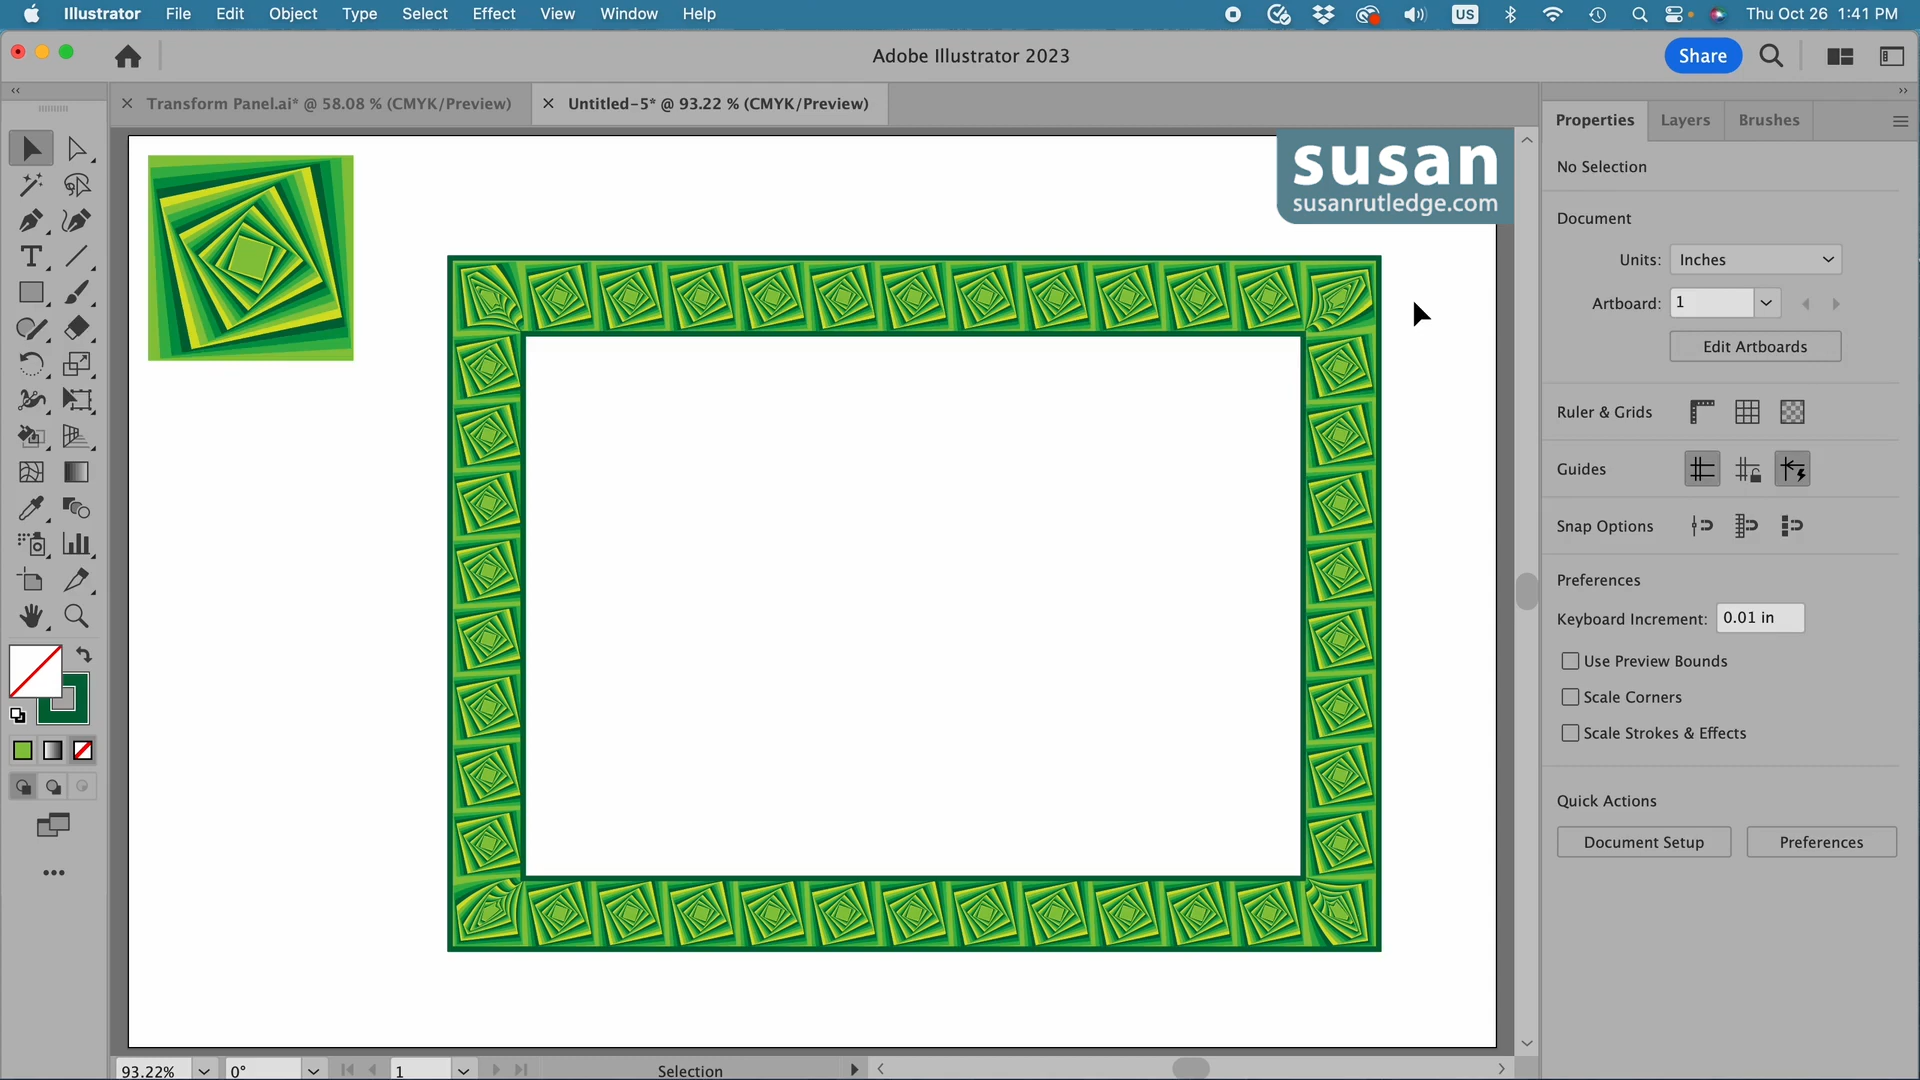 Illustrator File Edit Object Type Select Effect View Window Help US Thu Oct 26 1:41 PM
Adobe Illustrator 2023 Share
Transform Panel.ai* @ 58.08 % (CMYK/Preview) Untitled-5* @ 93.22 % (CMYK/Preview)
Properties Layers Brushes
susan
susanrutledge.com
No Selection
Document
Units: Inches
Artboard: 1
Edit Artboards
Ruler & Grids
Guides
Snap Options
Preferences
Keyboard Increment: 0.01 in
Use Preview Bounds
Scale Corners
Scale Strokes & Effects
Quick Actions
Document Setup Preferences
93.22% 0° 1 Selection